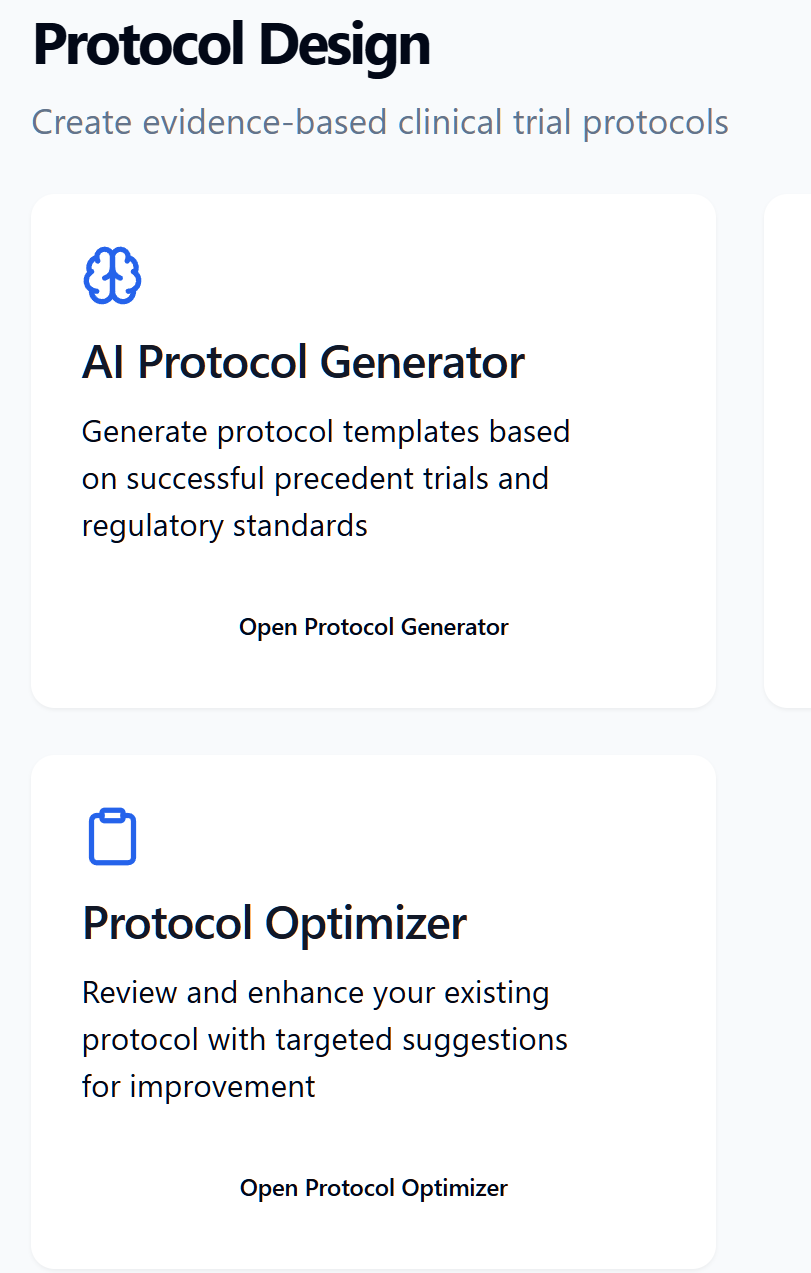 Protocol Design
Create evidence-based clinical trial protocols
AI Protocol Generator
Generate protocol templates based
on successful precedent trials and
regulatory standards
Open Protocol Generator
Protocol Optimizer
Review and enhance your existing
protocol with targeted suggestions
for improvement
Open Protocol Optimizer